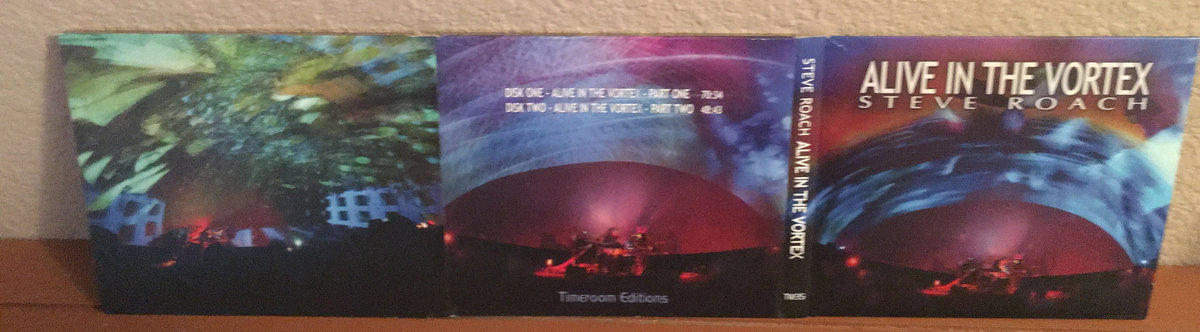 DISK ONE - ALIVE IN THE VORTEX - PART ONE 70:34
DISK TWO - ALIVE IN THE VORTEX - PART TWO 48:43
Timeroom Editions
STEVE ROACH ALIVE IN THE VORTEX
ALIVE IN THE VORTEX
STEVE ROACH